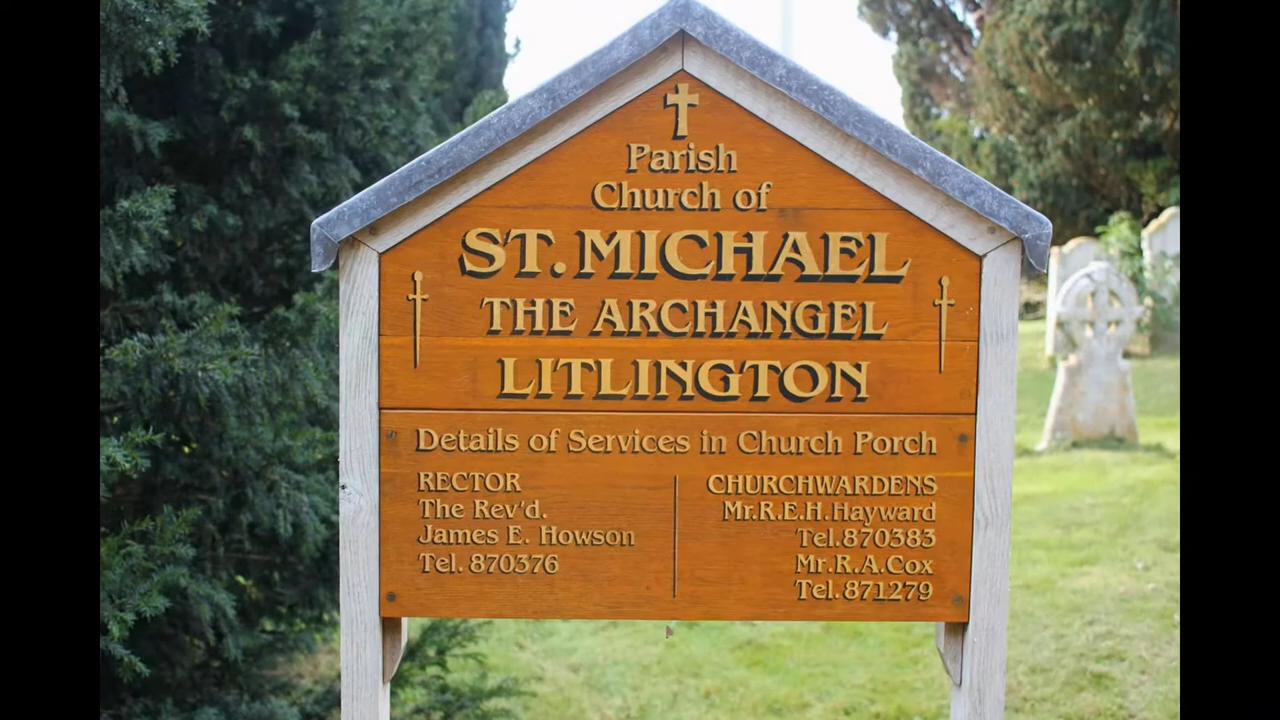 Parish
Church of
ST. MICHAEL
THE ARCHANGEL
LITLINGTON
Details of Services in Church Porch
RECTOR
The Rev'd.
James E. Howson
Tel. 870376
CHURCHWARDENS
Mr.R.E.H.Hayward
Tel.870383
Mr.R.A.Cox
Tel.871279